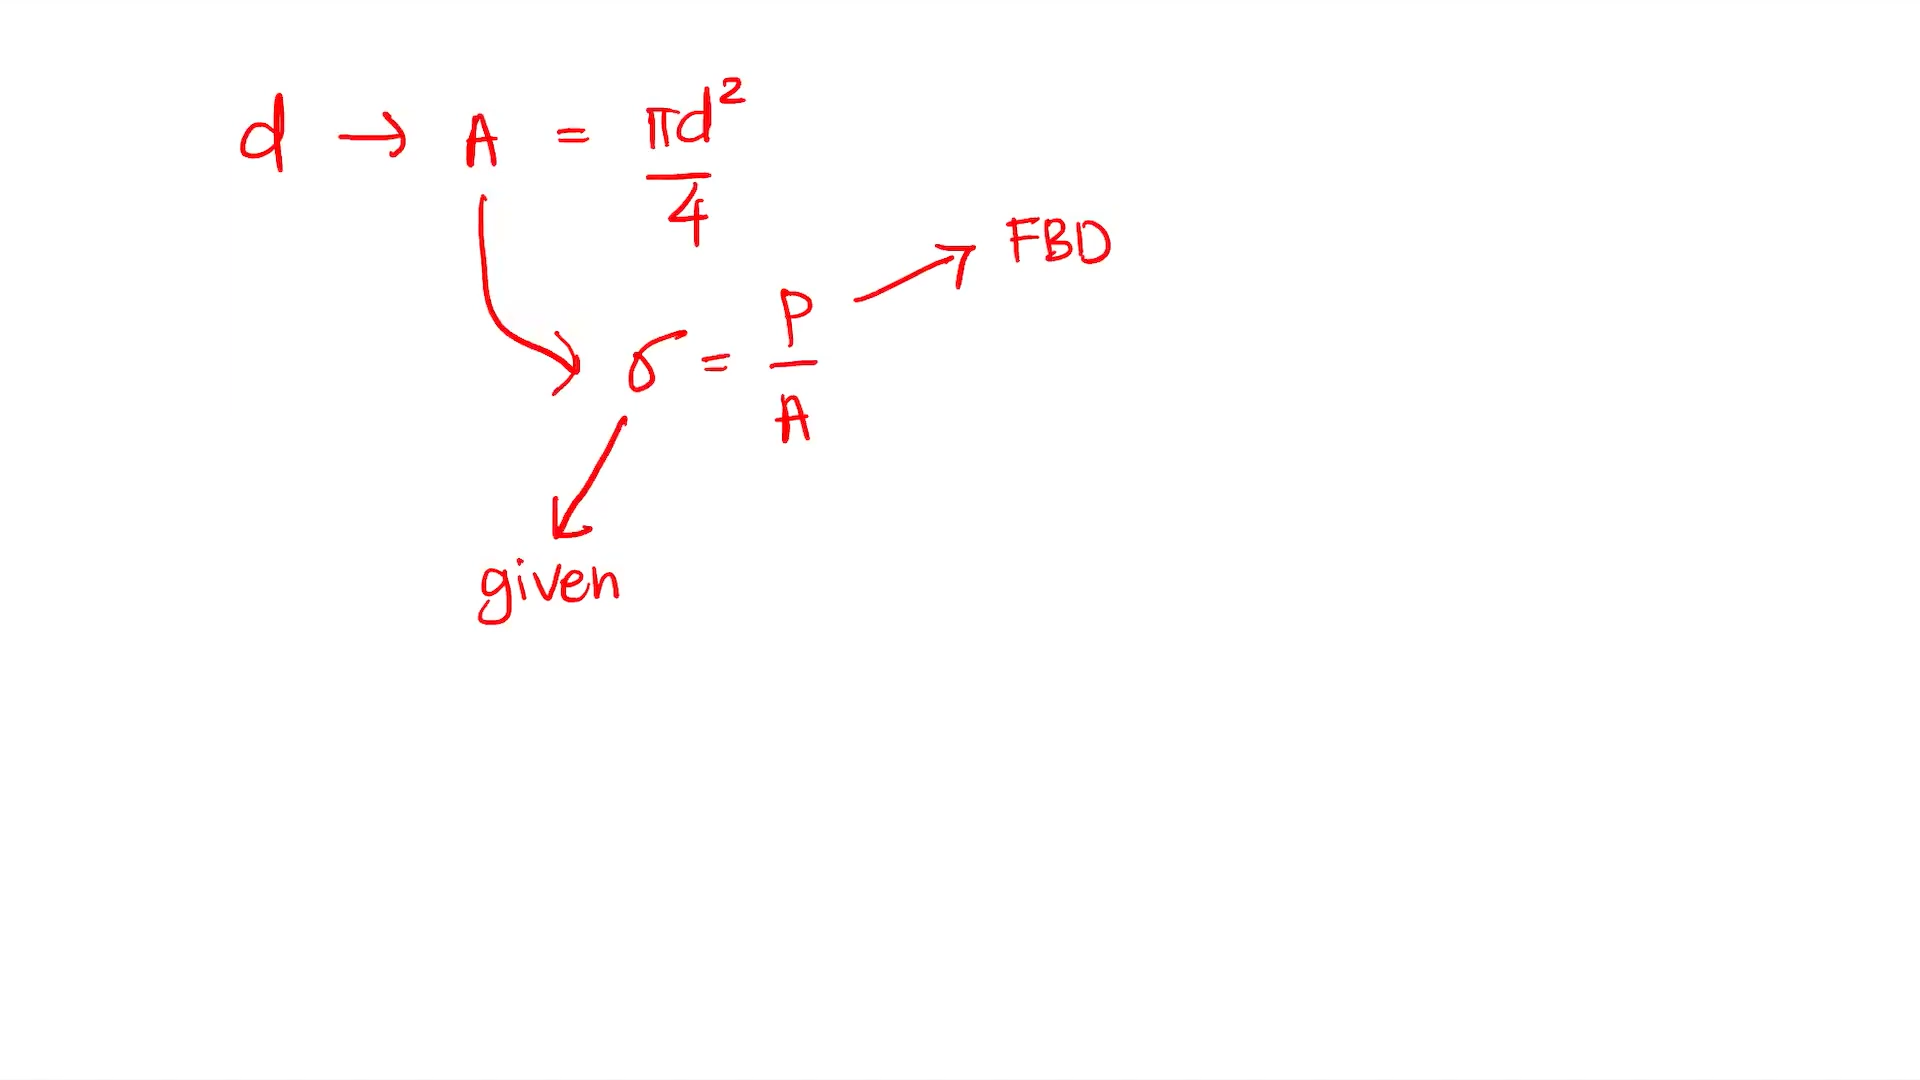 d → A = πd²/4
FBD
σ = P/A
given